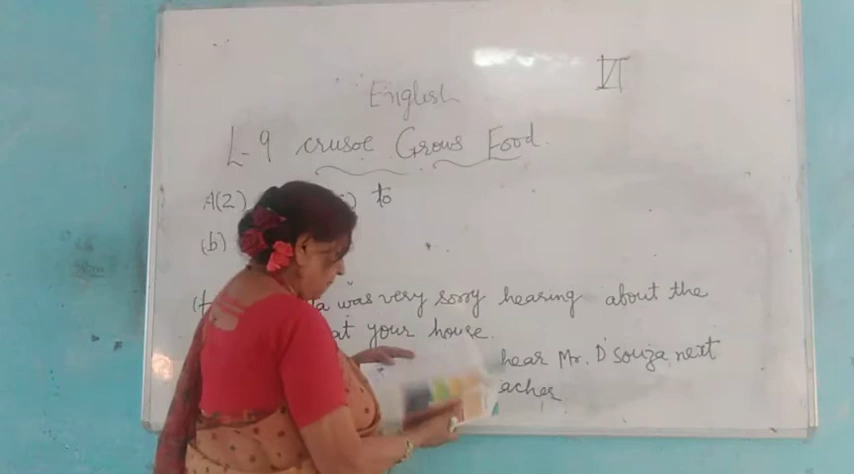 VI
English
L-9 crusoe Grows Food.
A(2) ) to
(b)
was very sorry hearing about the
at your house.
hear Mr. D'souza next
acher